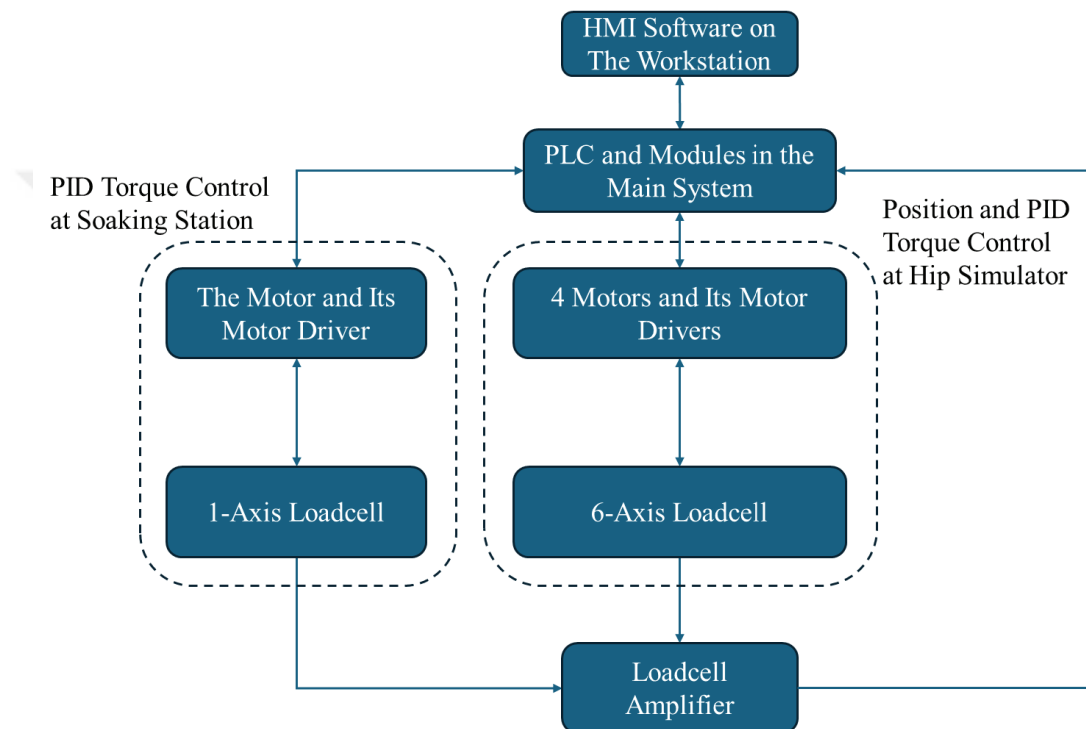 HMI Software on
The Workstation
PLC and Modules in the
Main System
PID Torque Control
at Soaking Station
Position and PID
Torque Control
at Hip Simulator
The Motor and Its
Motor Driver
4 Motors and Its Motor
Drivers
1-Axis Loadcell
6-Axis Loadcell
Loadcell
Amplifier